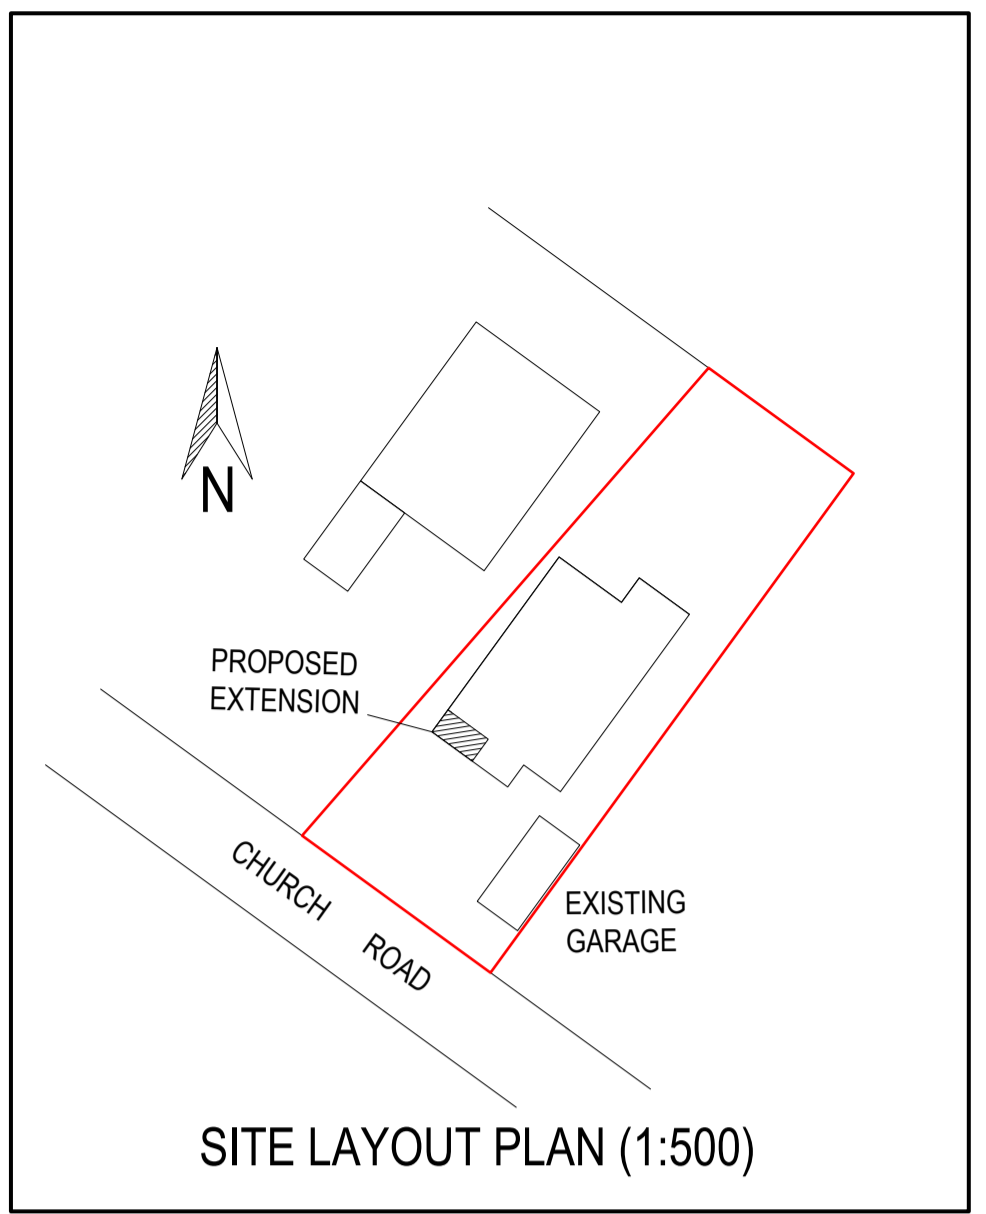 N
PROPOSED
EXTENSION
CHURCH ROAD
EXISTING
GARAGE
SITE LAYOUT PLAN (1:500)